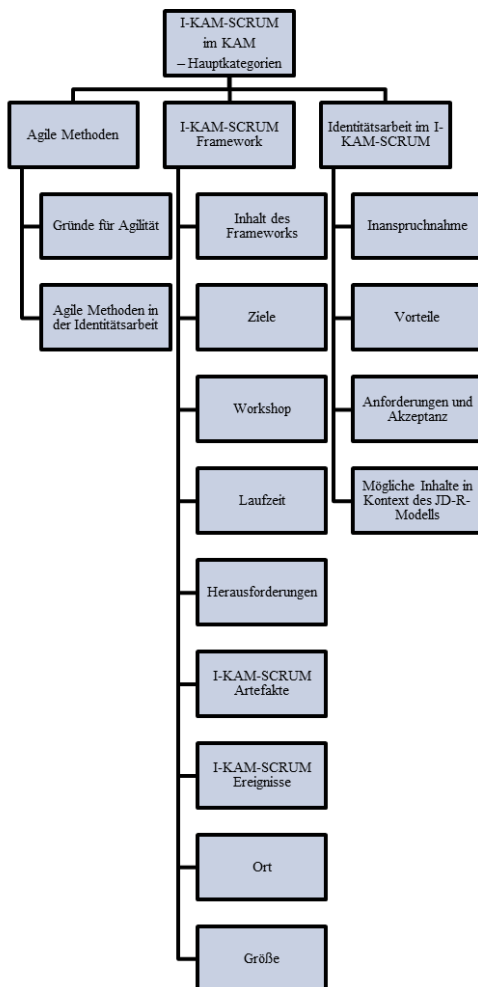 I-KAM-SCRUM
im KAM
– Hauptkategorien
Agile Methoden
Gründe für Agilität
Agile Methoden in
der Identitätsarbeit
I-KAM-SCRUM
Framework
Inhalt des
Frameworks
Ziele
Workshop
Laufzeit
Herausforderungen
I-KAM-SCRUM
Artefakte
I-KAM-SCRUM
Ereignisse
Ort
Größe
Identitätsarbeit im I-
KAM-SCRUM
Inanspruchnahme
Vorteile
Anforderungen und
Akzeptanz
Mögliche Inhalte in
Kontext des JD-R-
Modells